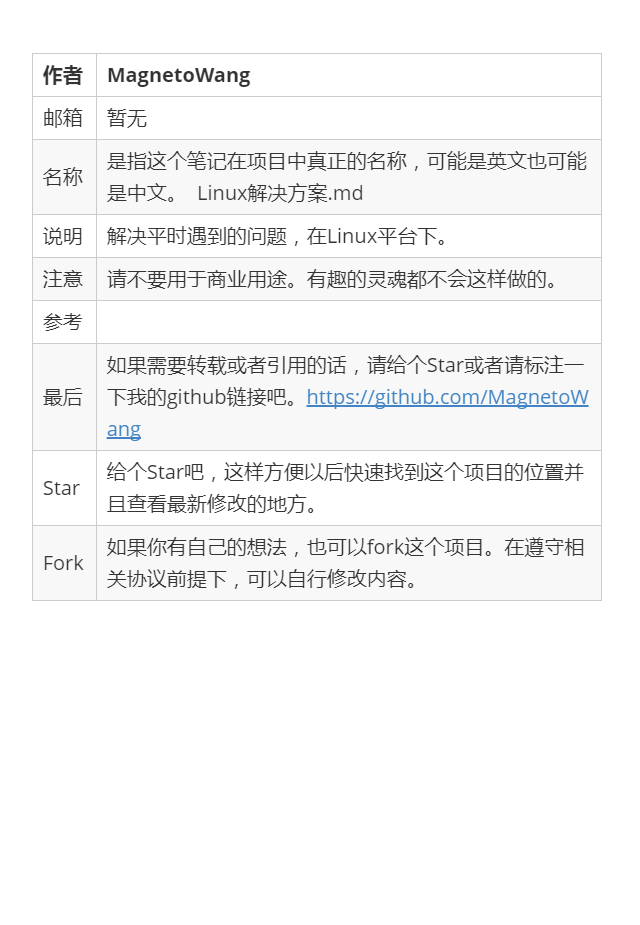 作者 MagnetoWang
邮箱 暂无
名称 是指这个笔记在项目中真正的名称，可能是英文也可能
是中文。 Linux解决方案.md
说明 解决平时遇到的问题，在Linux平台下。
注意 请不要用于商业用途。有趣的灵魂都不会这样做的。
参考
如果需要转载或者引用的话，请给个Star或者请标注一
最后 下我的github链接吧。https://github.com/MagnetoW
ang
Star 给个Star吧，这样方便以后快速找到这个项目的位置并
且查看最新修改的地方。
Fork 如果你有自己的想法，也可以fork这个项目。在遵守相
关协议前提下，可以自行修改内容。